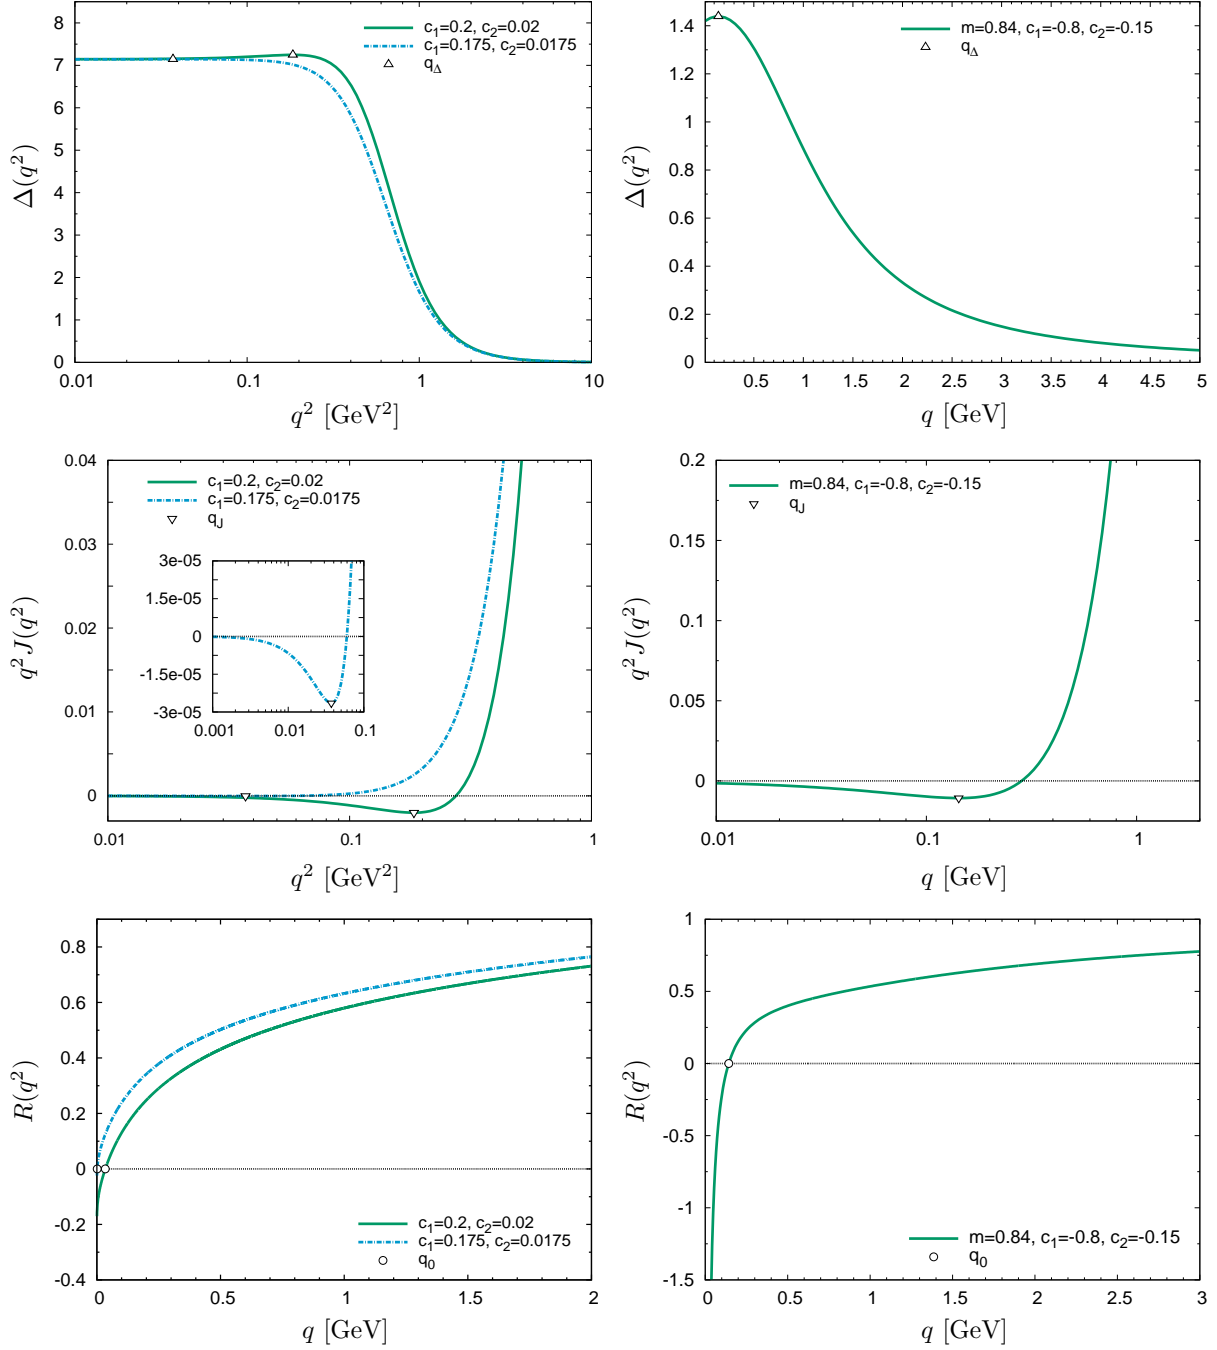 8
7
6
5
4
3
2
1
0
Δ(q²)
c₁=0.2, c₂=0.02
c₁=0.175, c₂=0.0175
q_Δ
0.01
0.1
1
10
q² [GeV²]
1.4
1.2
1
0.8
0.6
0.4
0.2
0
Δ(q²)
m=0.84, c₁=-0.8, c₂=-0.15
q_Δ
0.5
1
1.5
2
2.5
3
3.5
4
4.5
5
q [GeV]
0.04
0.03
0.02
0.01
0
q² J(q²)
c₁=0.2, c₂=0.02
c₁=0.175, c₂=0.0175
q_J
3e-05
1.5e-05
0
-1.5e-05
-3e-05
0.001
0.01
0.1
0.01
0.1
1
q² [GeV²]
0.2
0.15
0.1
0.05
0
q² J(q²)
m=0.84, c₁=-0.8, c₂=-0.15
q_J
0.01
0.1
1
q [GeV]
0.8
0.6
0.4
0.2
0
-0.2
-0.4
R(q²)
c₁=0.2, c₂=0.02
c₁=0.175, c₂=0.0175
q₀
0
0.5
1
1.5
2
q [GeV]
1
0.5
0
-0.5
-1
-1.5
R(q²)
m=0.84, c₁=-0.8, c₂=-0.15
q₀
0
0.5
1
1.5
2
2.5
3
q [GeV]